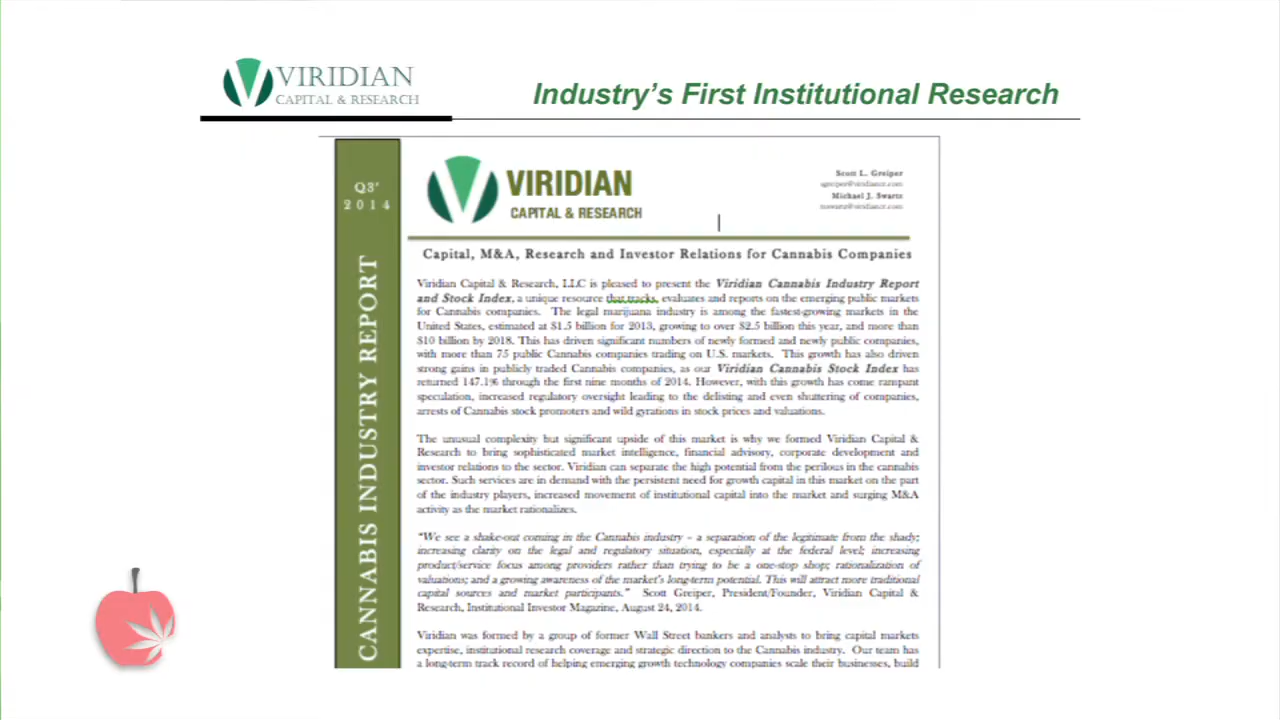 VIRIDIAN
CAPITAL & RESEARCH
Industry's First Institutional Research
Q3'
2014
CANNABIS INDUSTRY REPORT
VIRIDIAN
CAPITAL & RESEARCH
Scott L. Greiper
sgreiper@viridiancr.com
Michael J. Swartz
mswartz@viridiancr.com
Capital, M&A, Research and Investor Relations for Cannabis Companies
Viridian Capital & Research, LLC is pleased to present the Viridian Cannabis Industry Report
and Stock Index, a unique resource that tracks, evaluates and reports on the emerging public markets
for Cannabis companies. The legal marijuana industry is among the fastest-growing markets in the
United States, estimated at $1.5 billion for 2013, growing to over $2.5 billion this year, and more than
$10 billion by 2018. This has driven significant numbers of newly formed and newly public companies,
with more than 75 public Cannabis companies trading on U.S. markets. This growth has also driven
strong gains in publicly traded Cannabis companies, as our Viridian Cannabis Stock Index has
returned 147.1% through the first nine months of 2014. However, with this growth has come rampant
speculation, increased regulatory oversight leading to the delisting and even shuttering of companies,
arrests of Cannabis stock promoters and wild gyrations in stock prices and valuations.
The unusual complexity but significant upside of this market is why we formed Viridian Capital &
Research to bring sophisticated market intelligence, financial advisory, corporate development and
investor relations to the sector. Viridian can separate the high potential from the perilous in the cannabis
sector. Such services are in demand with the persistent need for growth capital in this market on the part
of the industry players, increased movement of institutional capital into the market and surging M&A
activity as the market rationalizes.
"We see a shake-out coming in the Cannabis industry – a separation of the legitimate from the shady;
increasing clarity on the legal and regulatory situation, especially at the federal level; increasing
product/service focus among providers rather than trying to be a one-stop shop; rationalization of
valuations; and a growing awareness of the market's long-term potential. This will attract more traditional
capital sources and market participants." Scott Greiper, President/Founder, Viridian Capital &
Research, Institutional Investor Magazine, August 24, 2014.
Viridian was formed by a group of former Wall Street bankers and analysts to bring capital markets
expertise, institutional research coverage and strategic direction to the Cannabis industry. Our team has
a long-term track record of helping emerging growth technology companies scale their businesses, build